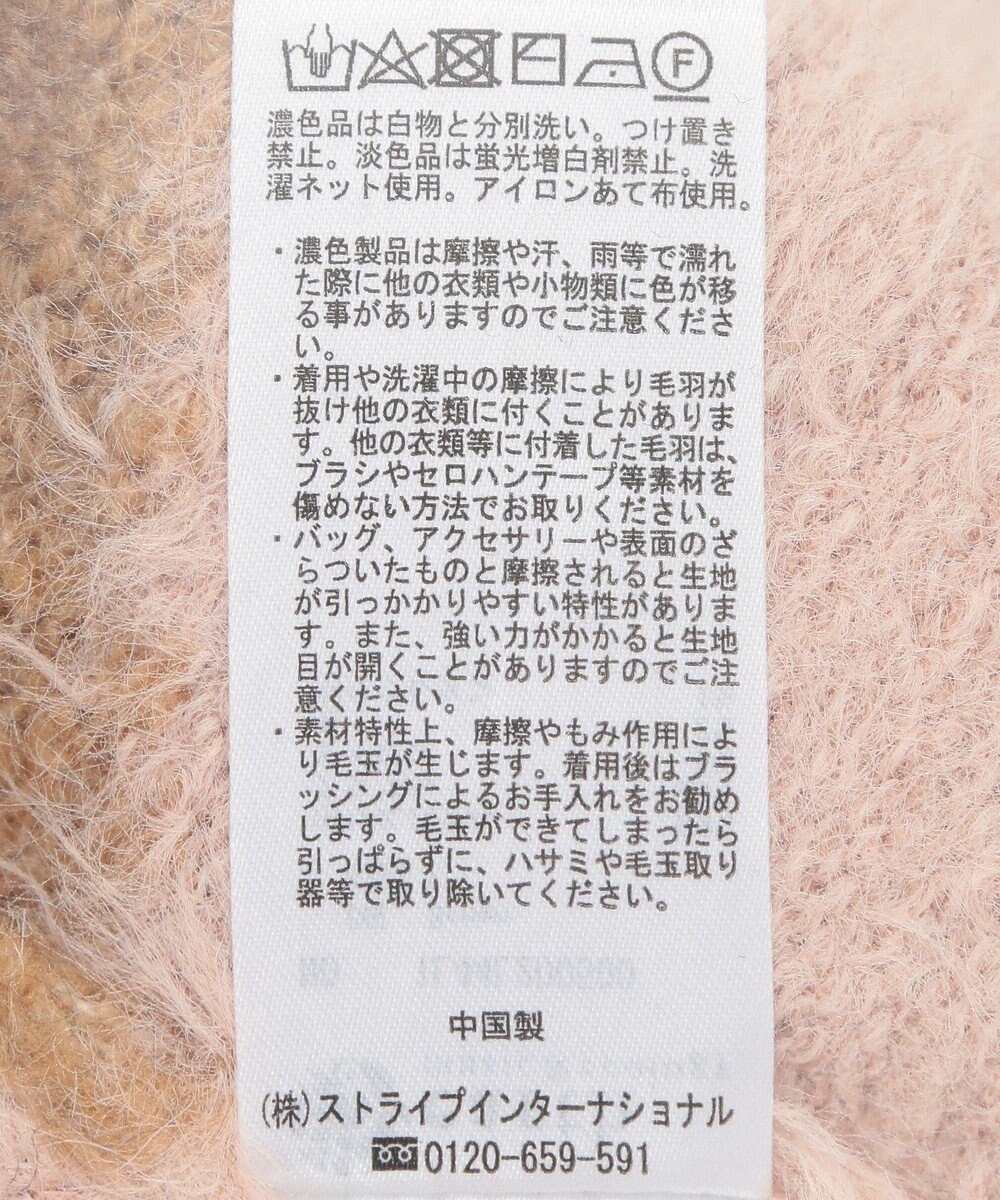 F
濃色品は白物と分別洗い。つけ置き
禁止。淡色品は蛍光増白剤禁止。洗
濯ネット使用。アイロンあて布使用。
・濃色製品は摩擦や汗、雨等で濡れ
た際に他の衣類や小物類に色が移
る事がありますのでご注意くださ
い。
・着用や洗濯中の摩擦により毛羽が
抜け他の衣類に付くことがありま
す。他の衣類等に付着した毛羽は、
ブラシやセロハンテープ等素材を
傷めない方法でお取りください。
・バッグ、アクセサリーや表面のざ
らついたものと摩擦されると生地
が引っかかりやすい特性がありま
す。また、強い力がかかると生地
目が開くことがありますのでご注
意ください。
・素材特性上、摩擦やもみ作用によ
り毛玉が生じます。着用後はブラ
ッシングによるお手入れをお勧め
します。毛玉ができてしまったら
引っぱらずに、ハサミや毛玉取り
器等で取り除いてください。
中国製
(株)ストライプインターナショナル
0120-659-591